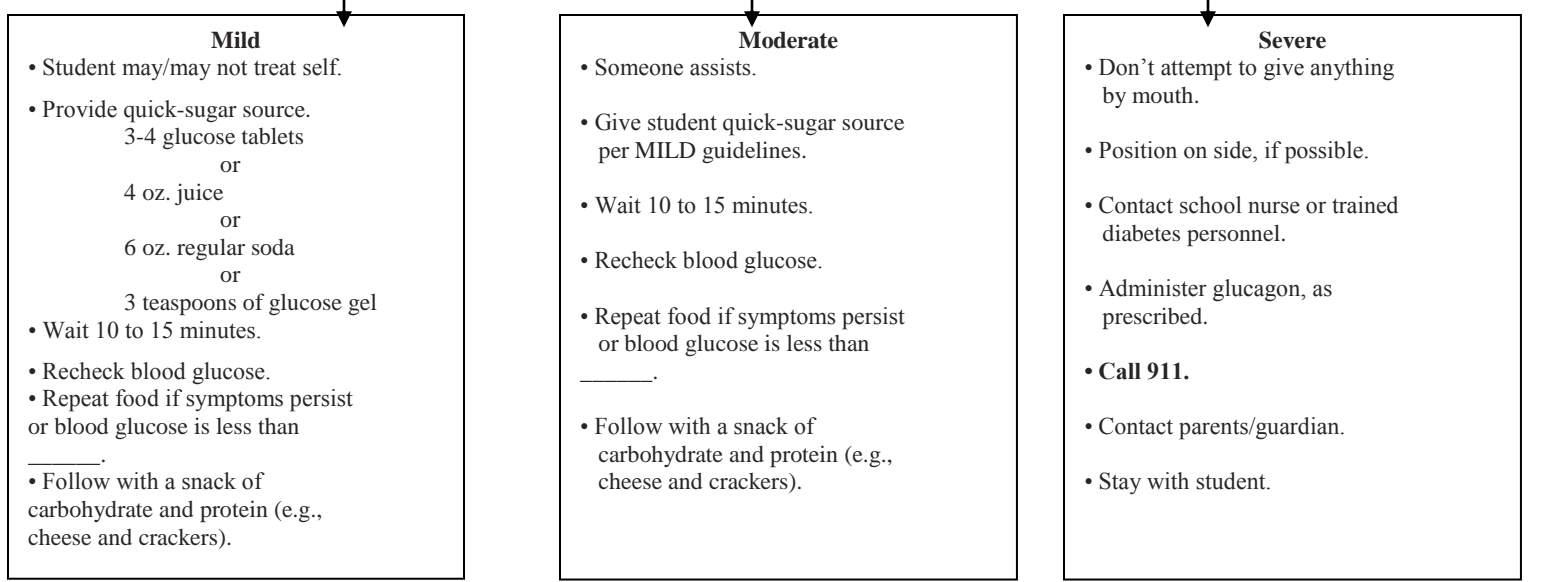 Mild
• Student may/may not treat self.
• Provide quick-sugar source.
3-4 glucose tablets
or
4 oz. juice
or
6 oz. regular soda
or
3 teaspoons of glucose gel
• Wait 10 to 15 minutes.
• Recheck blood glucose.
• Repeat food if symptoms persist
or blood glucose is less than
______.
• Follow with a snack of
carbohydrate and protein (e.g.,
cheese and crackers).
Moderate
• Someone assists.
• Give student quick-sugar source
per MILD guidelines.
• Wait 10 to 15 minutes.
• Recheck blood glucose.
• Repeat food if symptoms persist
or blood glucose is less than
______.
• Follow with a snack of
carbohydrate and protein (e.g.,
cheese and crackers).
Severe
• Don’t attempt to give anything
by mouth.
• Position on side, if possible.
• Contact school nurse or trained
diabetes personnel.
• Administer glucagon, as
prescribed.
• Call 911.
• Contact parents/guardian.
• Stay with student.